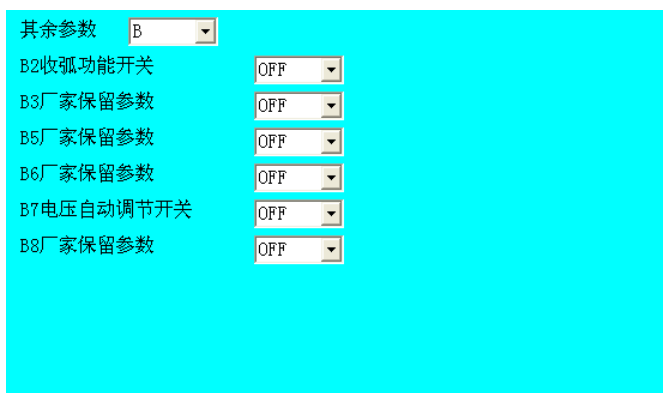 其余参数 B
B2收弧功能开关 OFF
B3厂家保留参数 OFF
B5厂家保留参数 OFF
B6厂家保留参数 OFF
B7电压自动调节开关 OFF
B8厂家保留参数 OFF